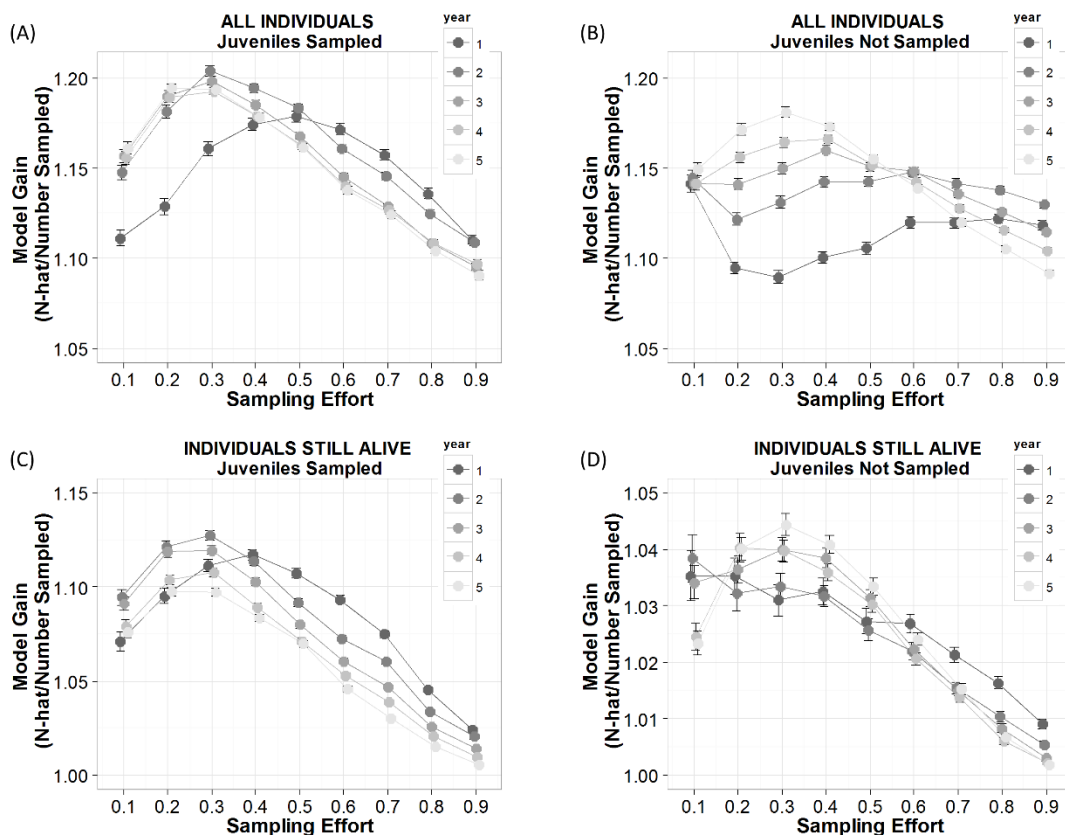 (A)
ALL INDIVIDUALS
Juveniles Sampled
year
1
2
3
4
5
1.20
1.15
1.10
1.05
Model Gain
(N-hat/Number Sampled)
0.1 0.2 0.3 0.4 0.5 0.6 0.7 0.8 0.9
Sampling Effort
(B)
ALL INDIVIDUALS
Juveniles Not Sampled
year
1
2
3
4
5
1.20
1.15
1.10
1.05
Model Gain
(N-hat/Number Sampled)
0.1 0.2 0.3 0.4 0.5 0.6 0.7 0.8 0.9
Sampling Effort
(C)
INDIVIDUALS STILL ALIVE
Juveniles Sampled
year
1
2
3
4
5
1.15
1.10
1.05
1.00
Model Gain
(N-hat/Number Sampled)
0.1 0.2 0.3 0.4 0.5 0.6 0.7 0.8 0.9
Sampling Effort
(D)
INDIVIDUALS STILL ALIVE
Juveniles Not Sampled
year
1
2
3
4
5
1.05
1.04
1.03
1.02
1.01
1.00
Model Gain
(N-hat/Number Sampled)
0.1 0.2 0.3 0.4 0.5 0.6 0.7 0.8 0.9
Sampling Effort